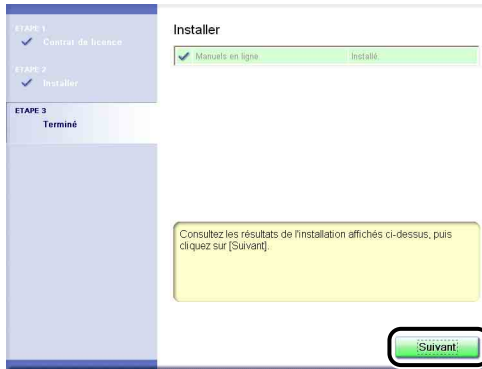 ETAPE 1
Contrat de licence
ETAPE 2
Installer
ETAPE 3
Terminé
Installer
Manuels en ligne
Installé.
Consultez les résultats de l'installation affichés ci-dessus, puis
cliquez sur [Suivant].
Suivant